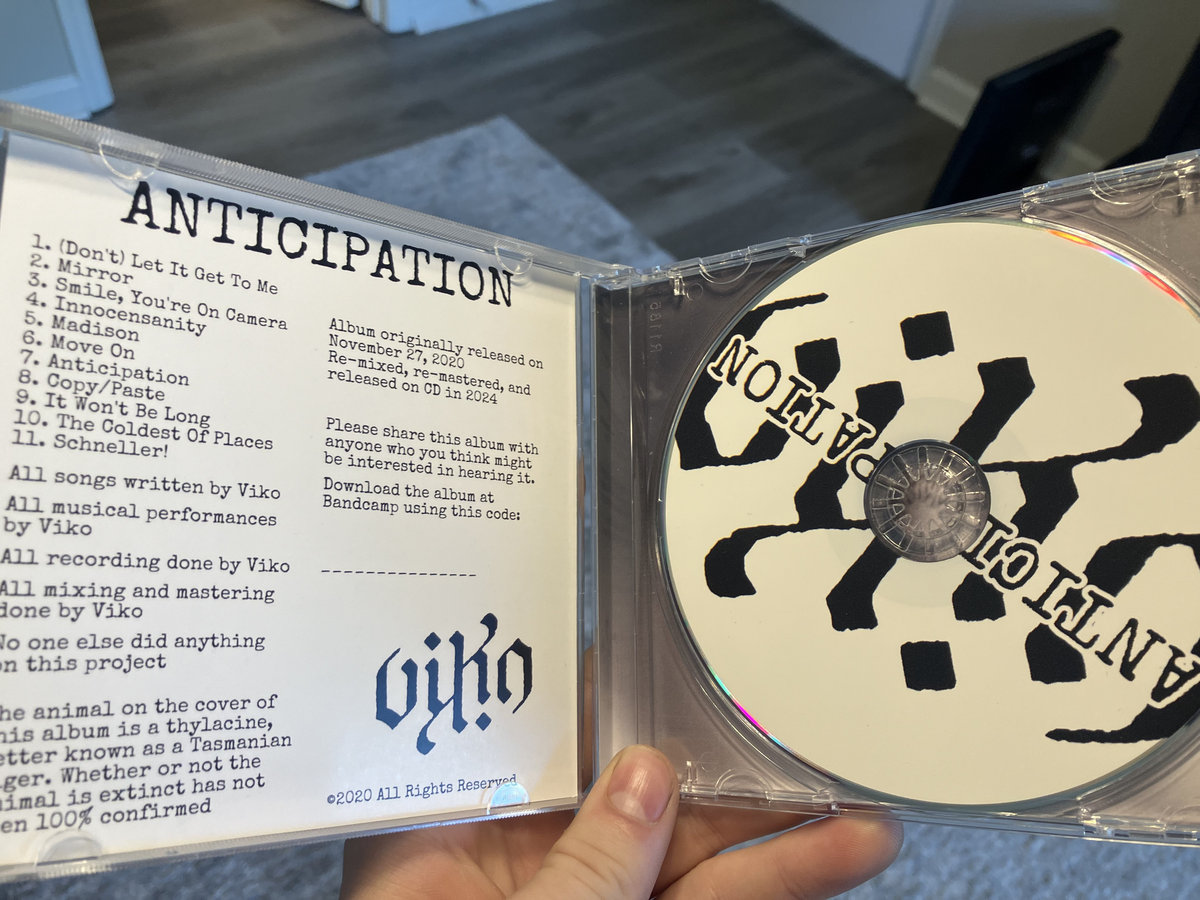 ANTICIPATION
1. (Don't) Let It Get To Me
2. Mirror
3. Smile, You're On Camera
4. Innocensanity
5. Madison
6. Move On
7. Anticipation
8. Copy/Paste
9. It Won't Be Long
10. The Coldest Of Places
11. Schneller!
All songs written by Viko
All musical performances
by Viko
All recording done by Viko
All mixing and mastering
done by Viko
No one else did anything
on this project
he animal on the cover of
his album is a thylacine,
etter known as a Tasmanian
ger. Whether or not the
nimal is extinct has not
en 100% confirmed
Album originally released on
November 27, 2020
Re-mixed, re-mastered, and
released on CD in 2024
Please share this album with
anyone who you think might
be interested in hearing it.
Download the album at
Bandcamp using this code:
_______________
viko
©2020 All Rights Reserved
ANTICIPATION